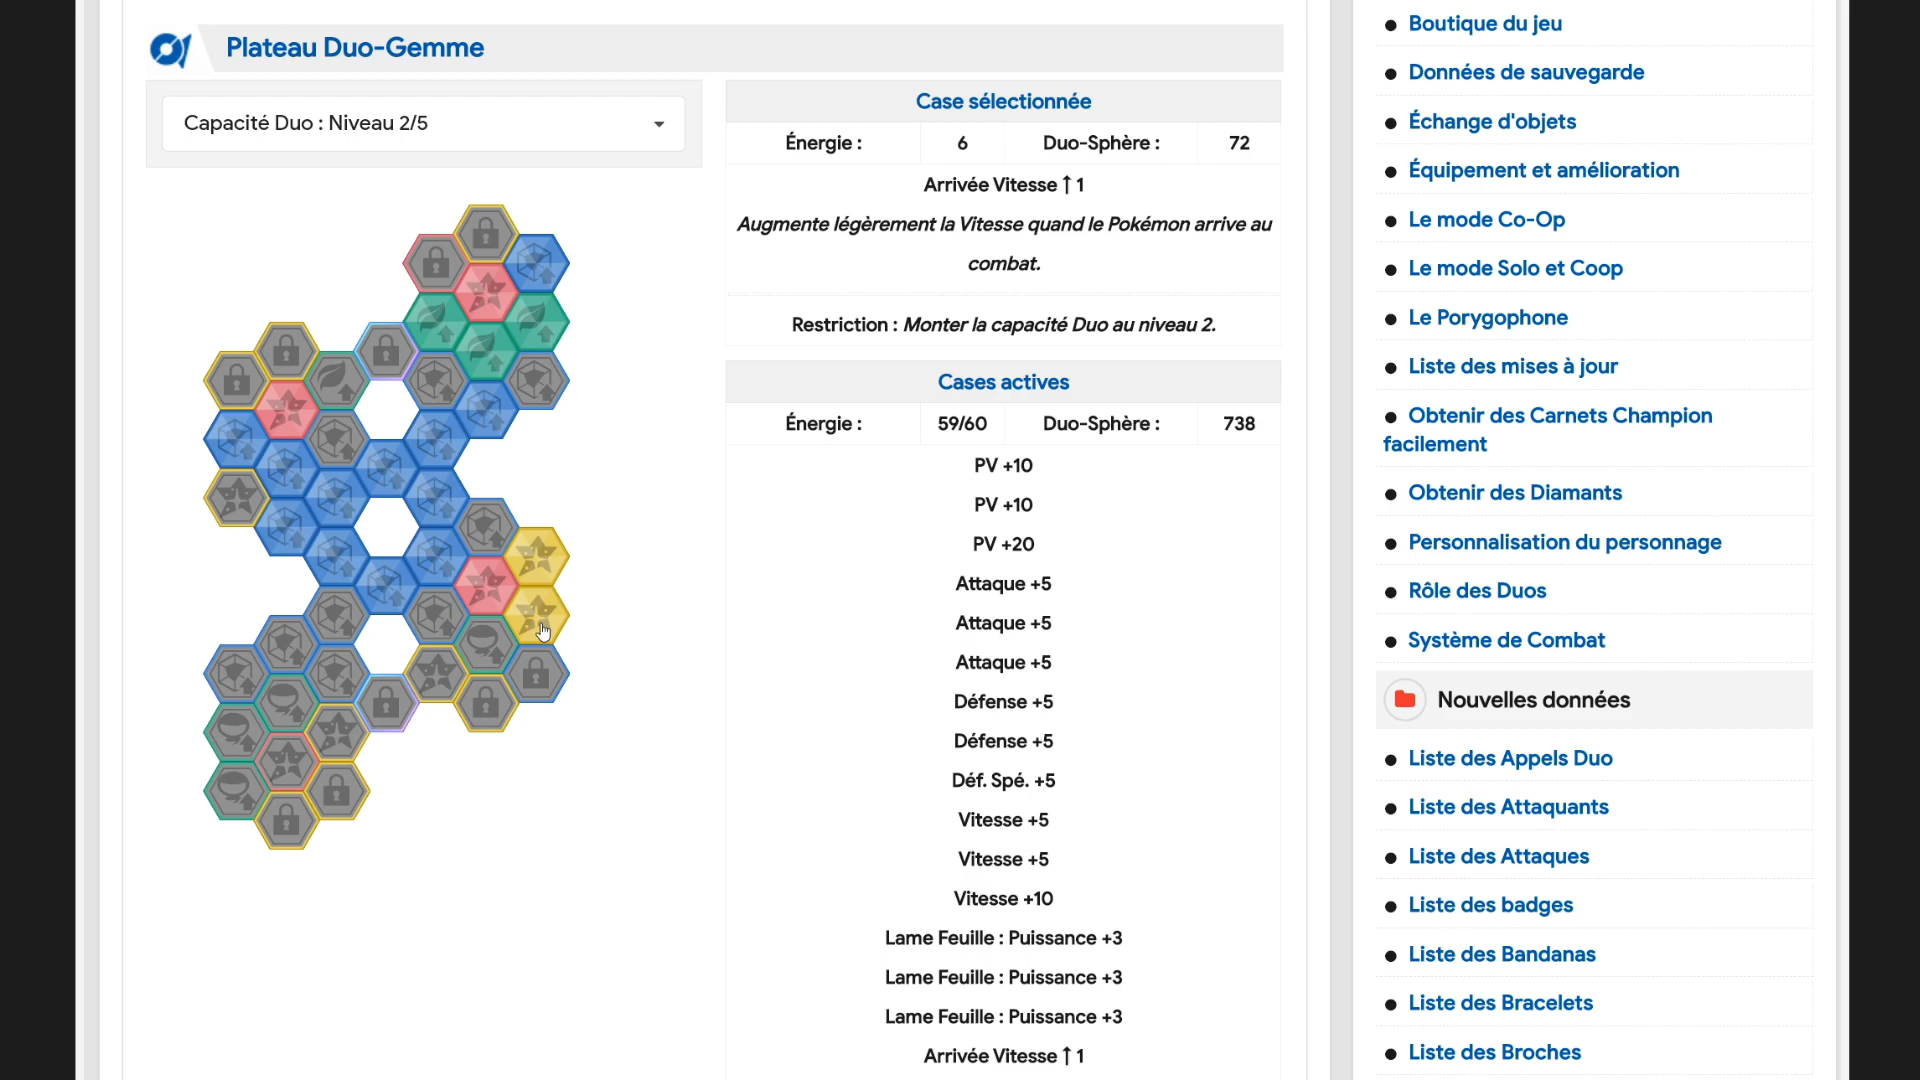 Plateau Duo-Gemme
Capacité Duo : Niveau 2/5
Case sélectionnée
Énergie : 6 Duo-Sphère : 72
Arrivée Vitesse ↑ 1
Augmente légèrement la Vitesse quand le Pokémon arrive au
combat.
Restriction : Monter la capacité Duo au niveau 2.
Cases actives
Énergie : 59/60 Duo-Sphère : 738
PV +10
PV +10
PV +20
Attaque +5
Attaque +5
Attaque +5
Défense +5
Défense +5
Déf. Spé. +5
Vitesse +5
Vitesse +5
Vitesse +10
Lame Feuille : Puissance +3
Lame Feuille : Puissance +3
Lame Feuille : Puissance +3
Arrivée Vitesse ↑ 1
Boutique du jeu
Données de sauvegarde
Échange d'objets
Équipement et amélioration
Le mode Co-Op
Le mode Solo et Coop
Le Porygophone
Liste des mises à jour
Obtenir des Carnets Champion
facilement
Obtenir des Diamants
Personnalisation du personnage
Rôle des Duos
Système de Combat
Nouvelles données
Liste des Appels Duo
Liste des Attaquants
Liste des Attaques
Liste des badges
Liste des Bandanas
Liste des Bracelets
Liste des Broches